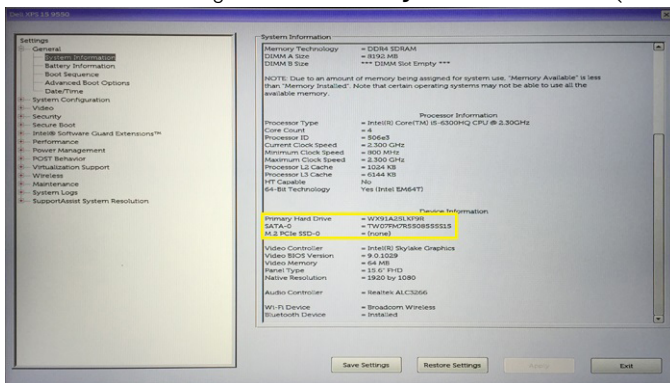 Dell XPS 15 9550
Settings
General
System Information
Battery Information
Boot Sequence
Advanced Boot Options
Date/Time
System Configuration
Video
Security
Secure Boot
Intel® Software Guard Extensions™
Performance
Power Management
POST Behavior
Virtualization Support
Wireless
Maintenance
System Logs
SupportAssist System Resolution
System Information
Memory Technology = DDR4 SDRAM
DIMM A Size = 8192 MB
DIMM B Size *** DIMM Slot Empty ***
NOTE: Due to an amount of memory being assigned for system use, "Memory Available" is less
than "Memory Installed". Note that certain operating systems may not be able to use all the
available memory.
Processor Information
Processor Type = Intel(R) Core(TM) i5-6300HQ CPU @ 2.30GHz
Core Count = 4
Processor ID = 506e3
Current Clock Speed = 2.300 GHz
Minimum Clock Speed = 800 MHz
Maximum Clock Speed = 2.300 GHz
Processor L2 Cache = 1024 KB
Processor L3 Cache = 6144 KB
HT Capable No
64-Bit Technology Yes (Intel EM64T)
Device Information
Primary Hard Drive
SATA-0
M.2 PCIe SSD-0 = (none)
Video Controller = Intel(R) Skylake Graphics
Video BIOS Version = 9.0.1029
Video Memory = 64 MB
Panel Type = 15.6" FHD
Native Resolution = 1920 by 1080
Audio Controller = Realtek ALC3266
Wi-Fi Device = Broadcom Wireless
Bluetooth Device = Installed
Save Settings
Restore Settings
Apply
Exit